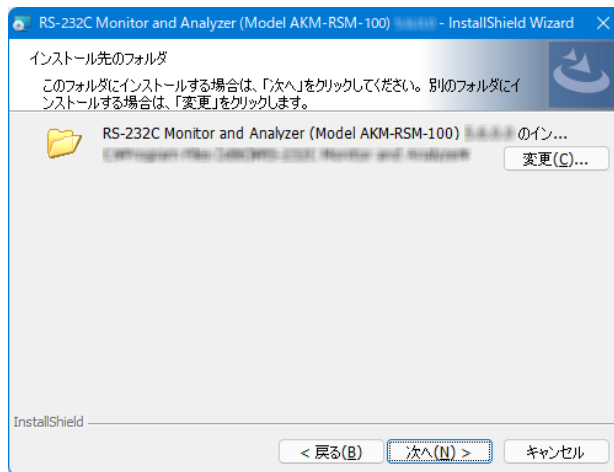 RS-232C Monitor and Analyzer (Model AKM-RSM-100) - InstallShield Wizard
インストール先のフォルダ
このフォルダにインストールする場合は、「次へ」をクリックしてください。別のフォルダにイ
ンストールする場合は、「変更」をクリックします。
RS-232C Monitor and Analyzer (Model AKM-RSM-100) のイン...
変更(C)...
InstallShield
< 戻る(B)
次へ(N) >
キャンセル